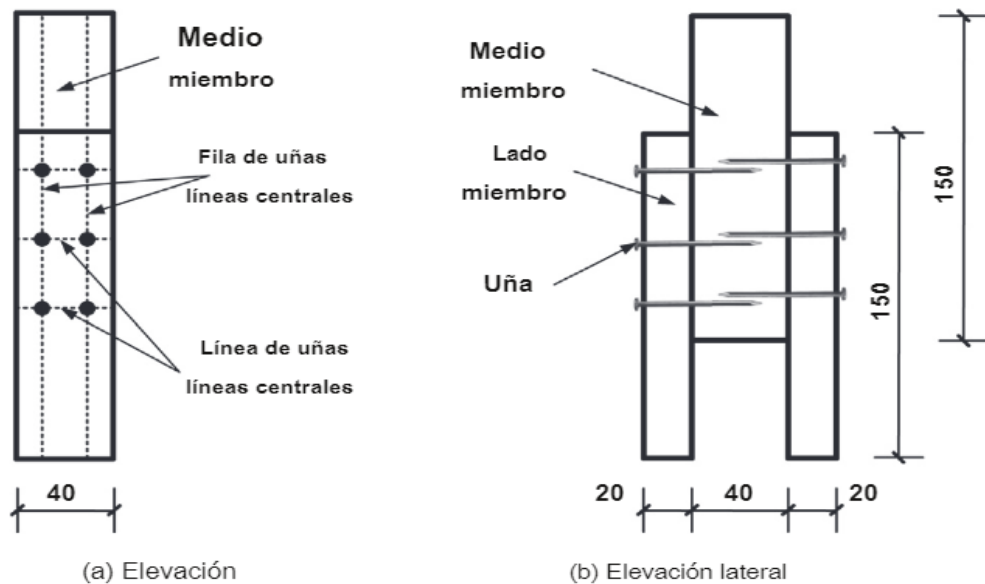 Medio
miembro
Fila de uñas
líneas centrales
Línea de uñas
líneas centrales
40
(a) Elevación
Medio
miembro
Lado
miembro
Uña
150
150
20
40
20
(b) Elevación lateral